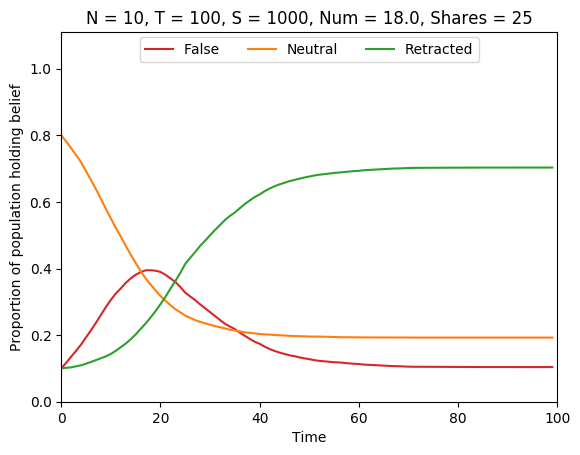 N = 10, T = 100, S = 1000, Num = 18.0, Shares = 25
False Neutral Retracted
Proportion of population holding belief
1.0
0.8
0.6
0.4
0.2
0.0
0 20 40 60 80 100
Time